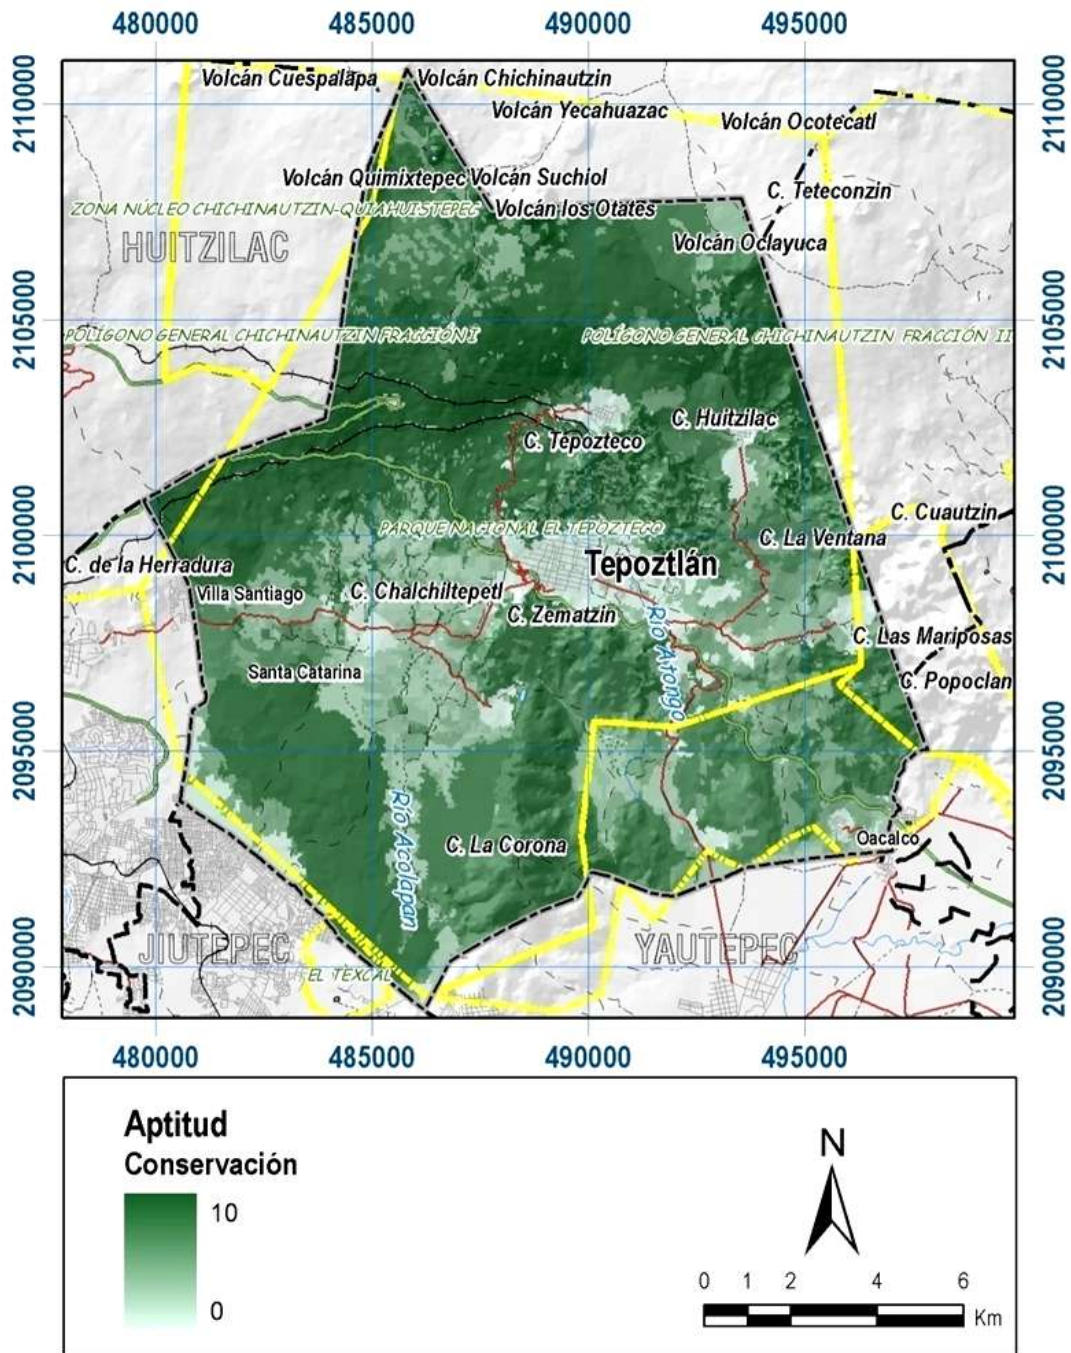 480000 485000 490000 495000
2110000 2110000
Volcán Cuespalapa Volcán Chichinautzin
Volcán Yecahuazac
Volcán Ocotecatl
Volcán Quimixtepec Volcán Suchiol
C. Teteconzin
ZONA NÚCLEO CHICHINAUTZIN-QUIAHUISTEPEC
Volcán los Otates
HUITZILAC
Volcán Oclayuca
2105000 2105000
POLÍGONO GENERAL CHICHINAUTZIN FRACCIÓN I
POLÍGONO GENERAL CHICHINAUTZIN FRACCIÓN II
C. Tepozteco
C. Huitzilac
PARQUE NACIONAL EL TEPOZTECO
C. Cuautzin
2100000 2100000
C. La Ventana
C. de la Herradura
Tepoztlán
Villa Santiago
C. Chalchiltepetl
C. Zematzin
Río Atongo
C. Las Mariposas
Santa Catarina
C. Popoclan
2095000 2095000
Río Acolapan
C. La Corona
Oacalco
JIUTEPEC
YAUTEPEC
EL TEXCAL
2090000 2090000
480000 485000 490000 495000
Aptitud
Conservación
10
0
N
0 1 2 4 6
Km